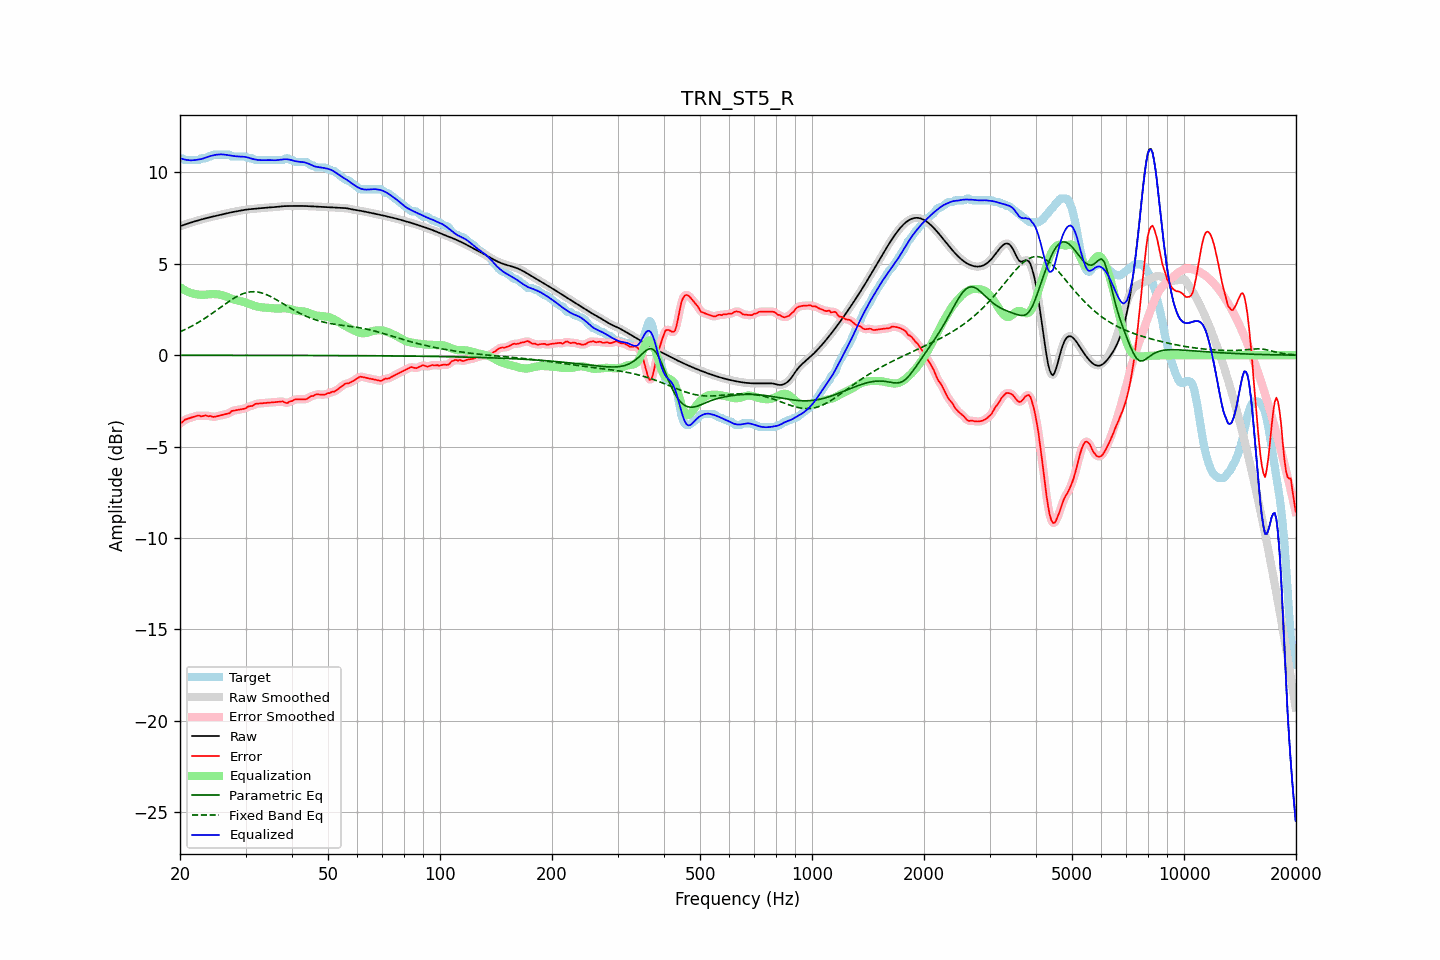 TRN_ST5_R
Amplitude (dBr)
10
5
0
−5
−10
−15
−20
−25
Target
Raw Smoothed
Error Smoothed
Raw
Error
Equalization
Parametric Eq
Fixed Band Eq
Equalized
20 50 100 200 500 1000 2000 5000 10000 20000
Frequency (Hz)